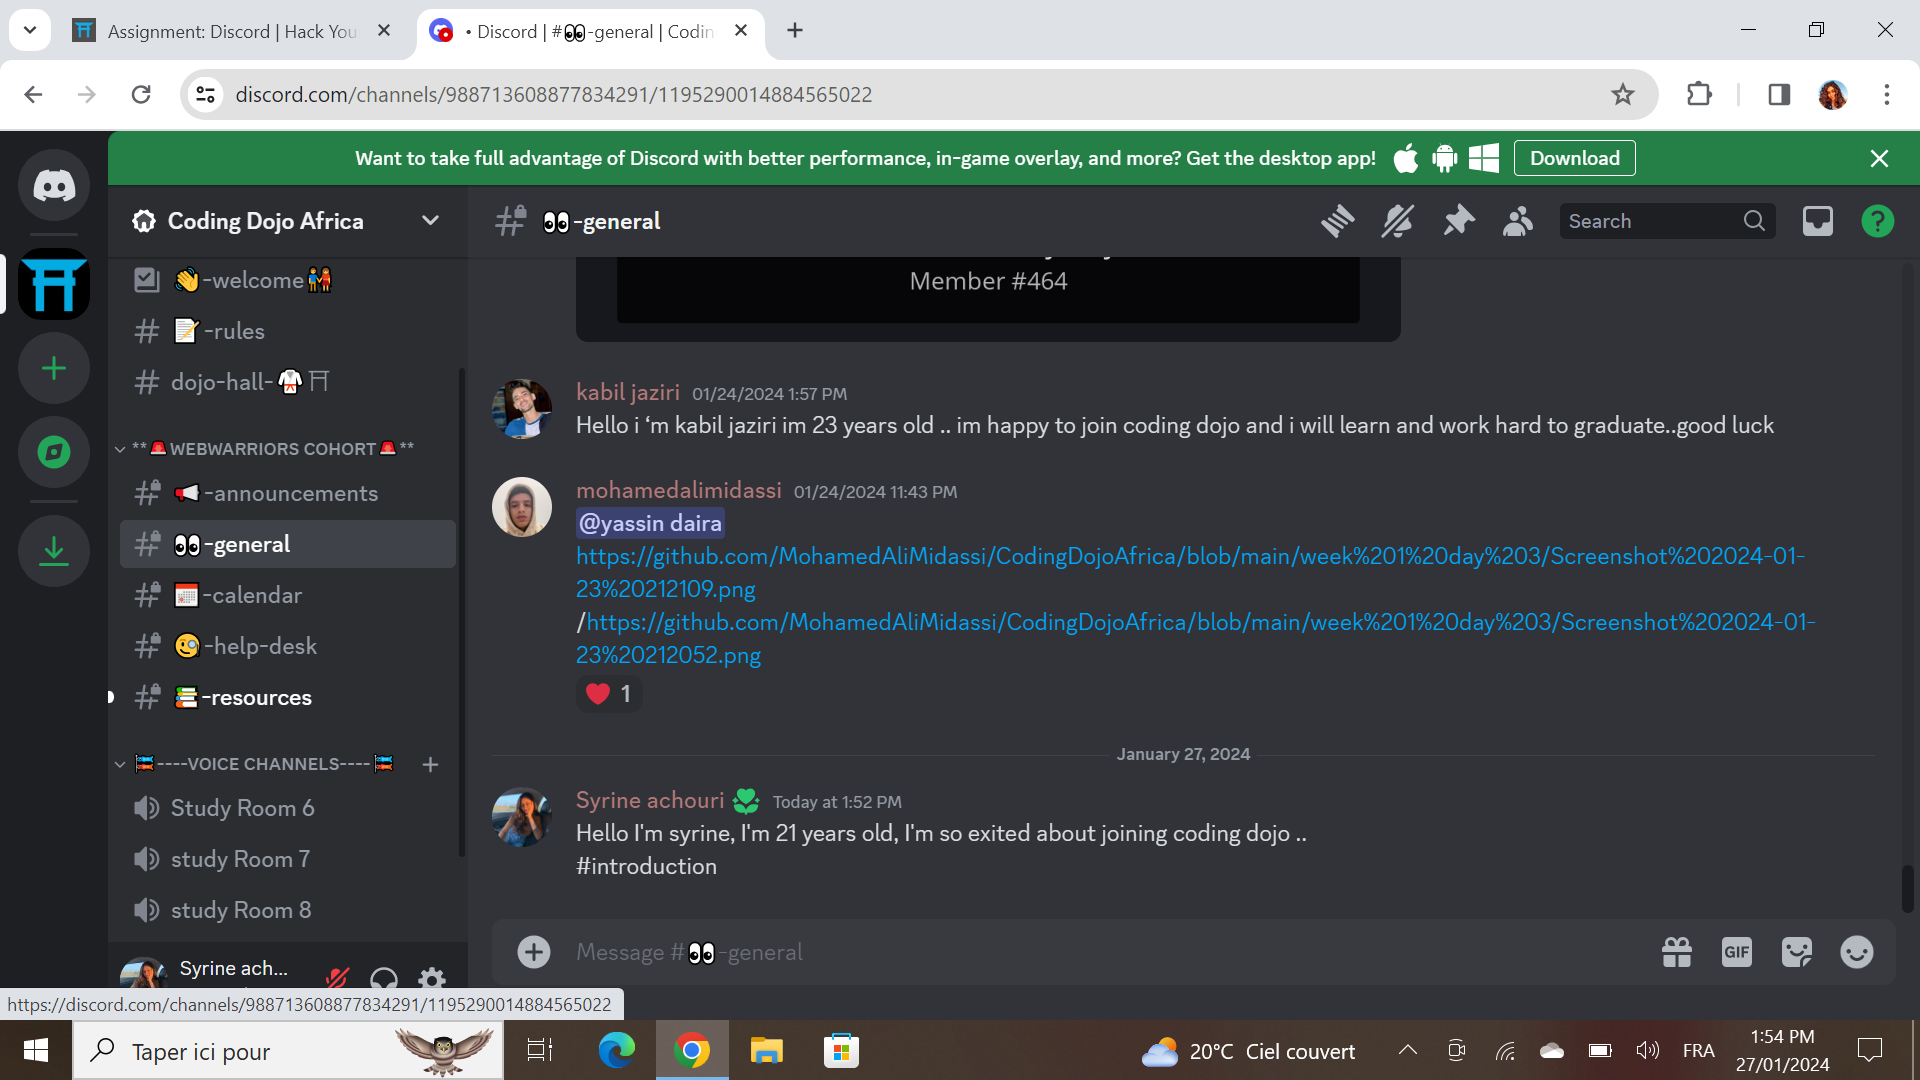 Assignment: Discord | Hack You
• Discord | #👀-general | Codin
discord.com/channels/988713608877834291/1195290014884565022
Want to take full advantage of Discord with better performance, in-game overlay, and more? Get the desktop app!
Download
Coding Dojo Africa
👀-general
Search
👋-welcome👫
📝-rules
dojo-hall-🥋⛩
**🚨WEBWARRIORS COHORT🚨**
📢-announcements
👀-general
📅-calendar
🧐-help-desk
📚-resources
🎏----VOICE CHANNELS----🎏
Study Room 6
study Room 7
study Room 8
Syrine ach...
Member #464
kabil jaziri 01/24/2024 1:57 PM
Hello i ‘m kabil jaziri im 23 years old .. im happy to join coding dojo and i will learn and work hard to graduate..good luck
mohamedalimidassi 01/24/2024 11:43 PM
@yassin daira
https://github.com/MohamedAliMidassi/CodingDojoAfrica/blob/main/week%201%20day%203/Screenshot%202024-01-
23%20212109.png
/https://github.com/MohamedAliMidassi/CodingDojoAfrica/blob/main/week%201%20day%203/Screenshot%202024-01-
23%20212052.png
❤️ 1
January 27, 2024
Syrine achouri Today at 1:52 PM
Hello I'm syrine, I'm 21 years old, I'm so exited about joining coding dojo ..
#introduction
Message #👀-general
GIF
https://discord.com/channels/988713608877834291/1195290014884565022
Taper ici pour
20°C Ciel couvert
FRA
1:54 PM
27/01/2024